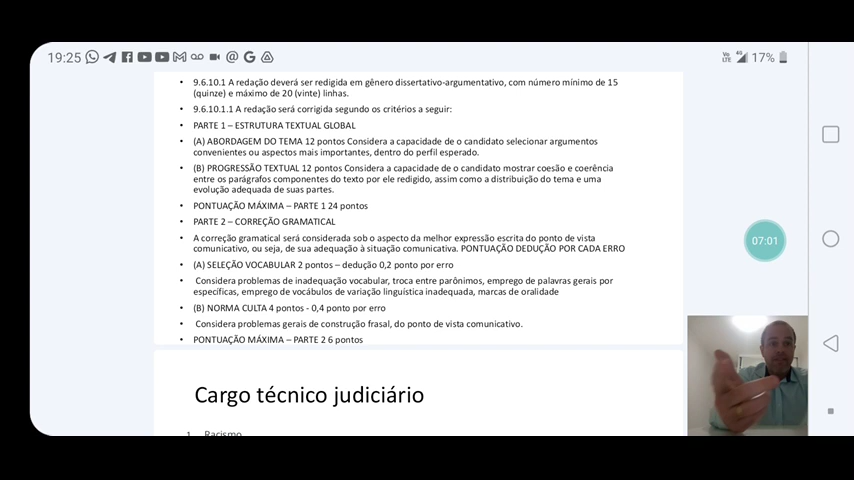 19:25
Vo LTE 4G 17%
• 9.6.10.1 A redação deverá ser redigida em gênero dissertativo-argumentativo, com número mínimo de 15
(quinze) e máximo de 20 (vinte) linhas.
• 9.6.10.1.1 A redação será corrigida segundo os critérios a seguir:
• PARTE 1 – ESTRUTURA TEXTUAL GLOBAL
• (A) ABORDAGEM DO TEMA 12 pontos Considera a capacidade de o candidato selecionar argumentos
convenientes ou aspectos mais importantes, dentro do perfil esperado.
• (B) PROGRESSÃO TEXTUAL 12 pontos Considera a capacidade de o candidato mostrar coesão e coerência
entre os parágrafos componentes do texto por ele redigido, assim como a distribuição do tema e uma
evolução adequada de suas partes.
• PONTUAÇÃO MÁXIMA – PARTE 1 24 pontos
• PARTE 2 – CORREÇÃO GRAMATICAL
• A correção gramatical será considerada sob o aspecto da melhor expressão escrita do ponto de vista
comunicativo, ou seja, de sua adequação à situação comunicativa. PONTUAÇÃO DEDUÇÃO POR CADA ERRO
• (A) SELEÇÃO VOCABULAR 2 pontos – dedução 0,2 ponto por erro
• Considera problemas de inadequação vocabular, troca entre parônimos, emprego de palavras gerais por
específicas, emprego de vocábulos de variação linguística inadequada, marcas de oralidade
• (B) NORMA CULTA 4 pontos - 0,4 ponto por erro
• Considera problemas gerais de construção frasal, do ponto de vista comunicativo.
• PONTUAÇÃO MÁXIMA – PARTE 2 6 pontos
07:01
Cargo técnico judiciário
1. Racismo